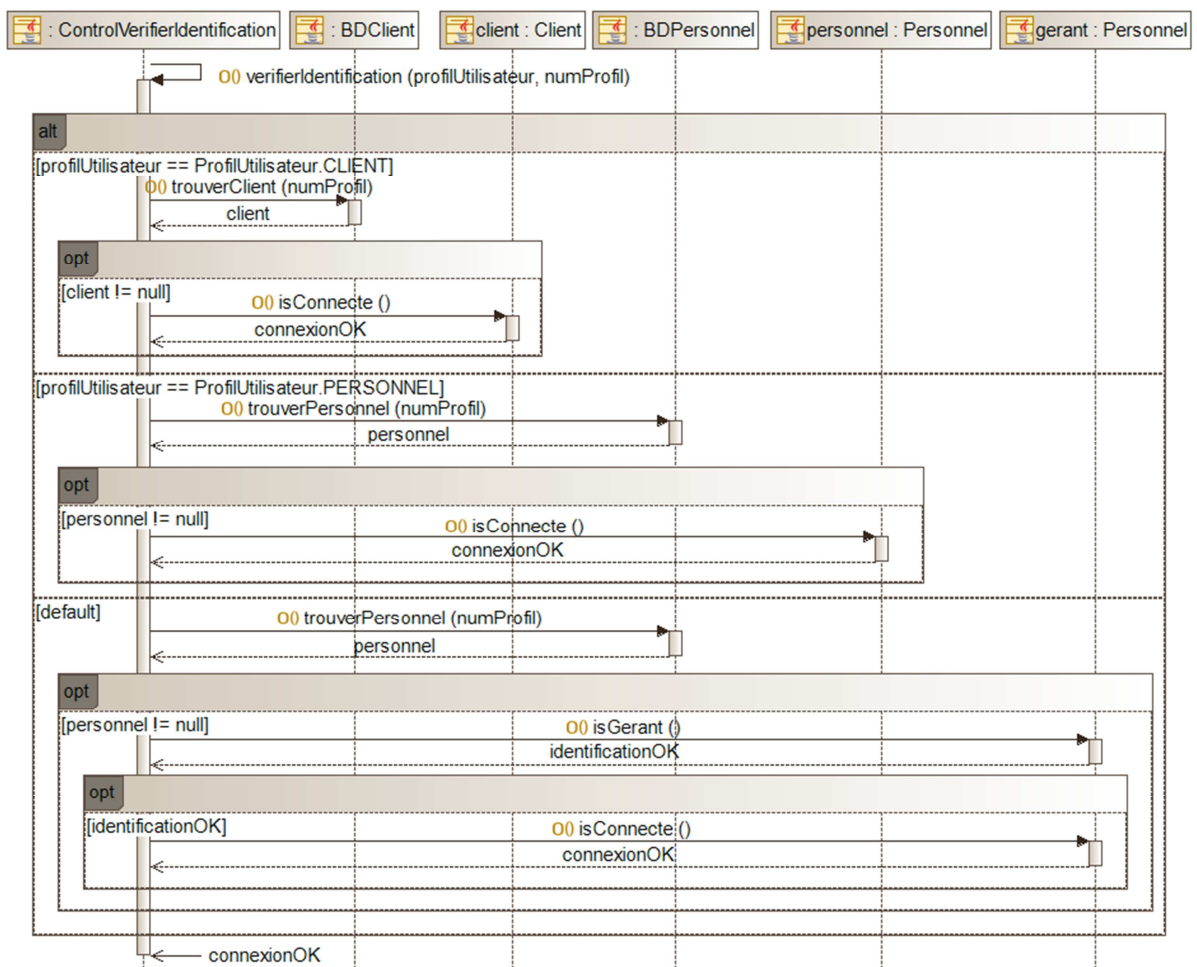 : ControlVerifierIdentification
: BDClient
client : Client
: BDPersonnel
personnel : Personnel
gerant : Personnel
O() verifierIdentification (profilUtilisateur, numProfil)
alt
[profilUtilisateur == ProfilUtilisateur.CLIENT]
O() trouverClient (numProfil)
client
opt
[client != null]
O() isConnecte ()
connexionOK
[profilUtilisateur == ProfilUtilisateur.PERSONNEL]
O() trouverPersonnel (numProfil)
personnel
opt
[personnel != null]
O() isConnecte ()
connexionOK
[default]
O() trouverPersonnel (numProfil)
personnel
opt
[personnel != null]
O() isGerant ()
identificationOK
opt
[identificationOK]
O() isConnecte ()
connexionOK
connexionOK